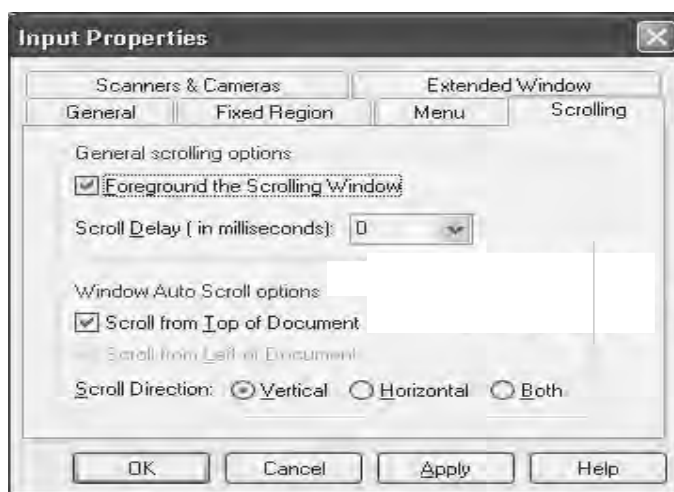 Input Properties
Scanners & Cameras Extended Window
General Fixed Region Menu Scrolling
General scrolling options
Foreground the Scrolling Window
Scroll Delay ( in milliseconds): 0
Window Auto Scroll options
Scroll from Top of Document
Scroll from Left of Document
Scroll Direction: Vertical Horizontal Both
OK Cancel Apply Help